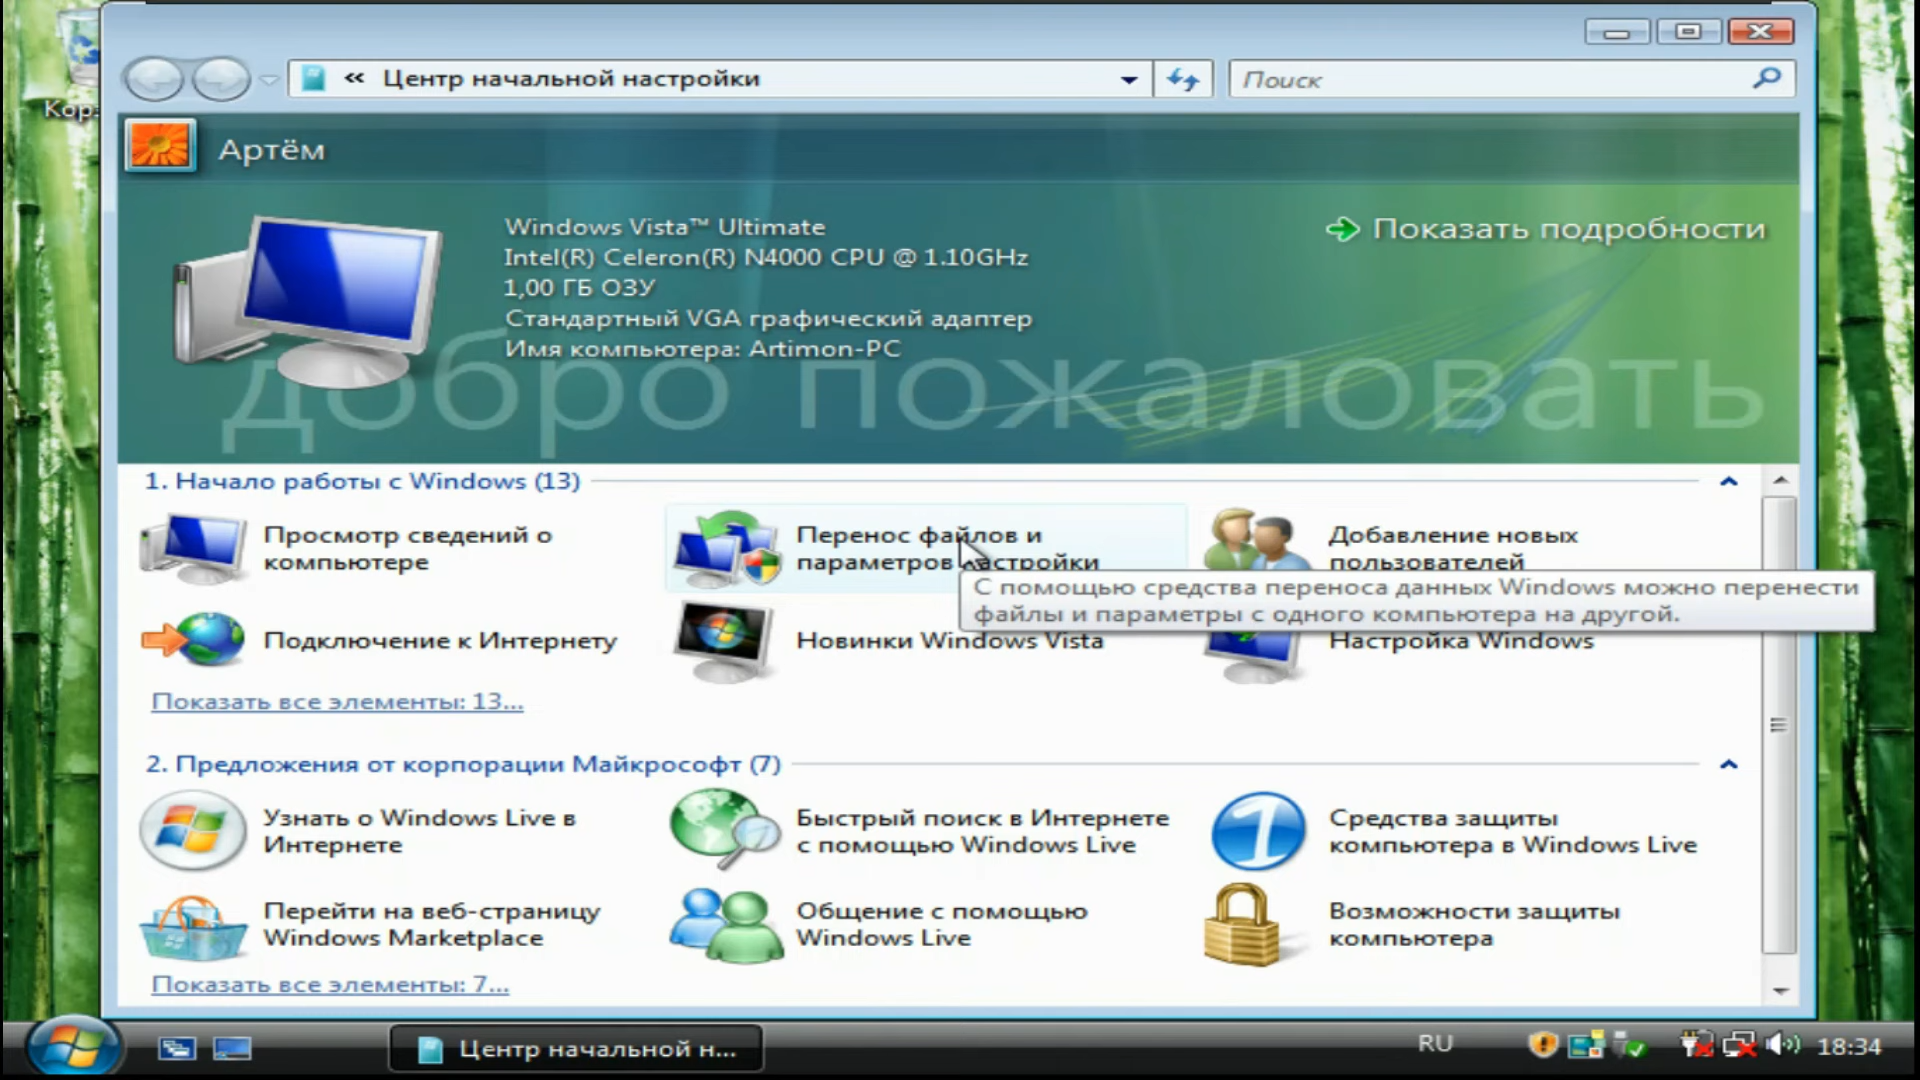 Центр начальной настройки
Поиск
Кор
Артём
Windows Vista™ Ultimate
Intel(R) Celeron(R) N4000 CPU @ 1.10GHz
1,00 ГБ ОЗУ
Стандартный VGA графический адаптер
Имя компьютера: Artimon-PC
Показать подробности
добро пожаловать
1. Начало работы с Windows (13)
Просмотр сведений о
компьютере
Перенос файлов и
параметров настройки
Добавление новых
пользователей
С помощью средства переноса данных Windows можно перенести
файлы и параметры с одного компьютера на другой.
Подключение к Интернету
Новинки Windows Vista
Настройка Windows
Показать все элементы: 13...
2. Предложения от корпорации Майкрософт (7)
Узнать о Windows Live в
Интернете
Быстрый поиск в Интернете
с помощью Windows Live
Средства защиты
компьютера в Windows Live
Перейти на веб-страницу
Windows Marketplace
Общение с помощью
Windows Live
Возможности защиты
компьютера
Показать все элементы: 7...
Центр начальной н...
RU
18:34